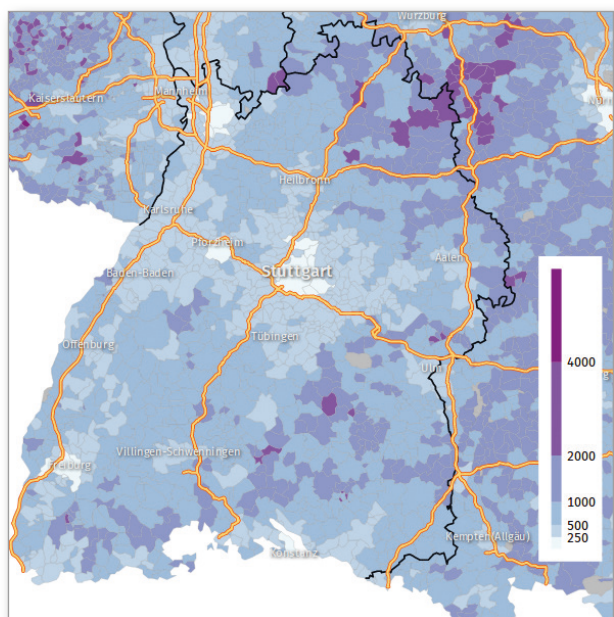 Würzburg
Kaiserslautern
Mannheim
Nürn
Heilbronn
Karlsruhe
Pforzheim
Stuttgart
Aalen
Baden-Baden
Offenburg
Tübingen
Ulm
4000
g
2000
Villingen-Schwenningen
Freiburg
1000
500
250
Kempten (Allgäu)
Konstanz